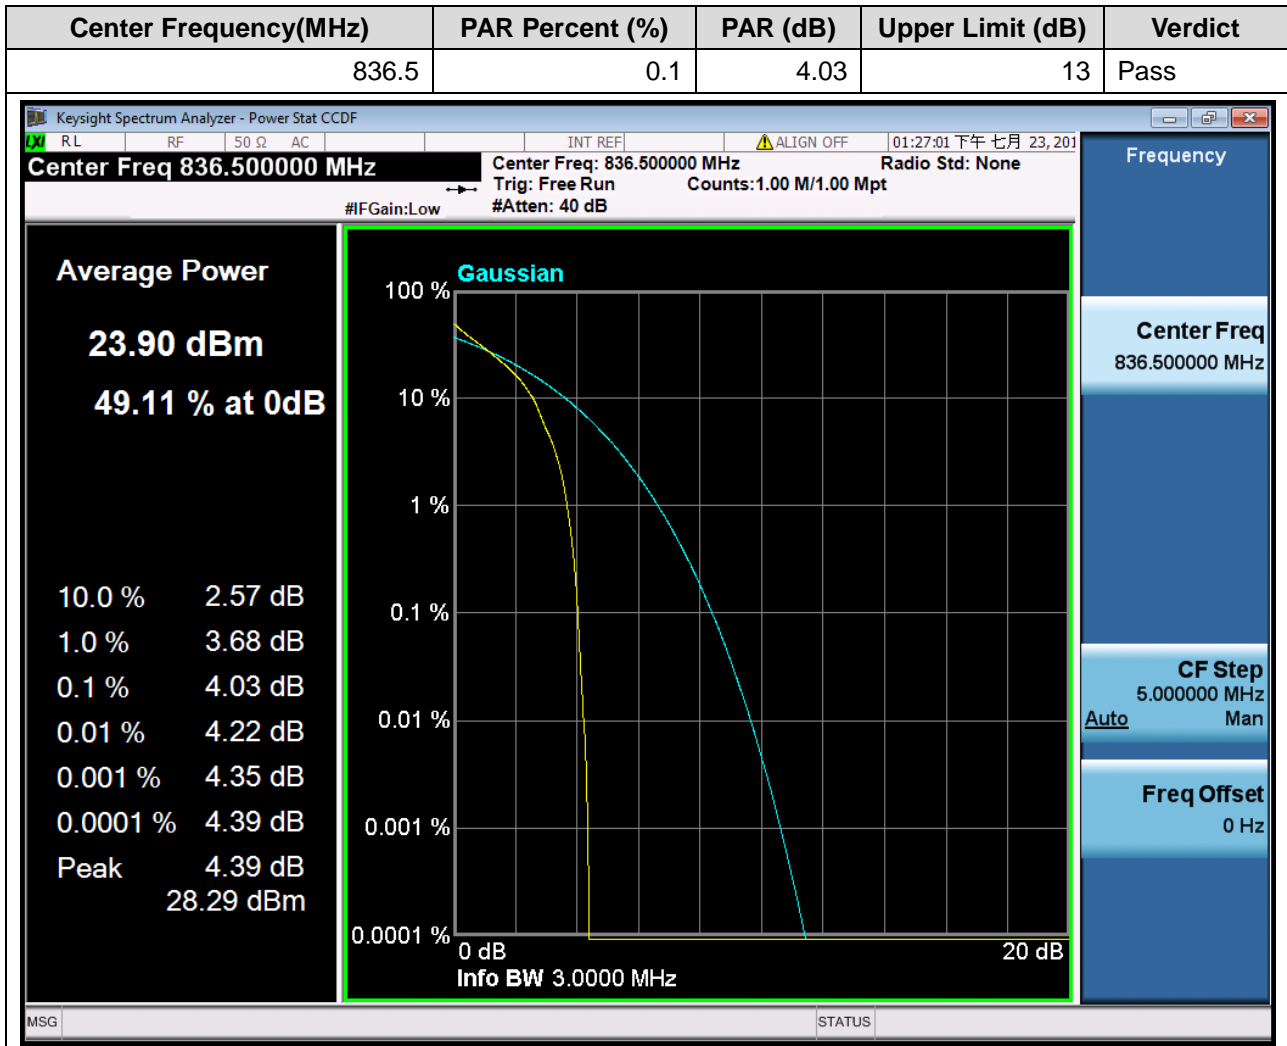 Center Frequency(MHz) PAR Percent (%) PAR (dB) Upper Limit (dB) Verdict
836.5 0.1 4.03 13 Pass
Keysight Spectrum Analyzer - Power Stat CCDF
LXI RL RF 50 Ω AC INT REF ALIGN OFF 01:27:01 下午 七月 23, 201
Center Freq 836.500000 MHz
Center Freq: 836.500000 MHz Radio Std: None
Trig: Free Run Counts:1.00 M/1.00 Mpt
#IFGain:Low #Atten: 40 dB
Average Power
23.90 dBm
49.11 % at 0dB
10.0 % 2.57 dB
1.0 % 3.68 dB
0.1 % 4.03 dB
0.01 % 4.22 dB
0.001 % 4.35 dB
0.0001 % 4.39 dB
Peak 4.39 dB
28.29 dBm
Gaussian
100 %
10 %
1 %
0.1 %
0.01 %
0.001 %
0.0001 %
0 dB 20 dB
Info BW 3.0000 MHz
Frequency
Center Freq
836.500000 MHz
CF Step
5.000000 MHz
Auto Man
Freq Offset
0 Hz
MSG STATUS